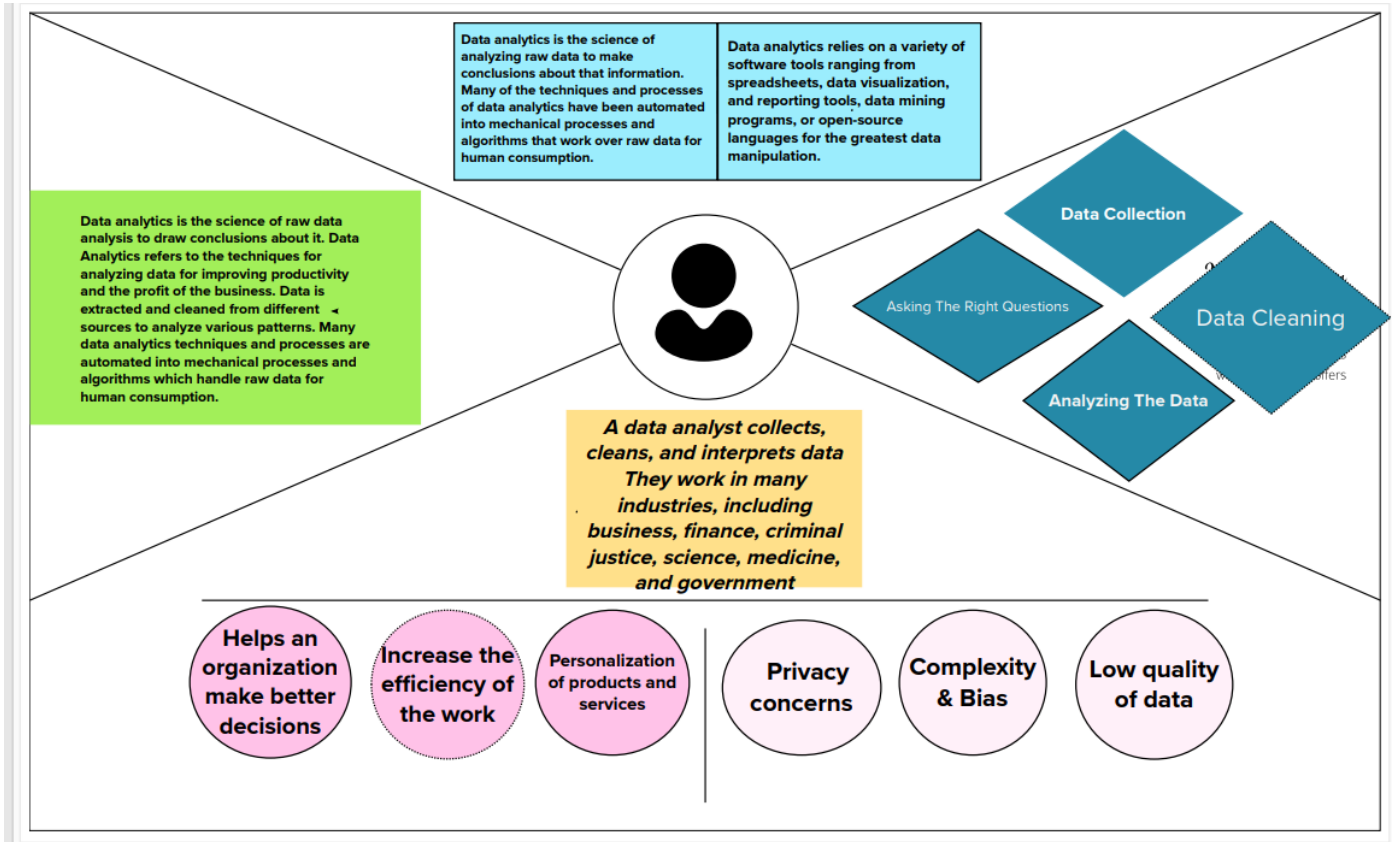 Data analytics is the science of
analyzing raw data to make
conclusions about that information.
Many of the techniques and processes
of data analytics have been automated
into mechanical processes and
algorithms that work over raw data for
human consumption.
Data analytics relies on a variety of
software tools ranging from
spreadsheets, data visualization,
and reporting tools, data mining
programs, or open-source
languages for the greatest data
manipulation.
Data analytics is the science of raw data
analysis to draw conclusions about it. Data
Analytics refers to the techniques for
analyzing data for improving productivity
and the profit of the business. Data is
extracted and cleaned from different
sources to analyze various patterns. Many
data analytics techniques and processes are
automated into mechanical processes and
algorithms which handle raw data for
human consumption.
Data Collection
Asking The Right Questions
Data Cleaning
Analyzing The Data
A data analyst collects,
cleans, and interprets data
They work in many
industries, including
business, finance, criminal
justice, science, medicine,
and government
Helps an
organization
make better
decisions
Increase the
efficiency of
the work
Personalization
of products and
services
Privacy
concerns
Complexity
& Bias
Low quality
of data